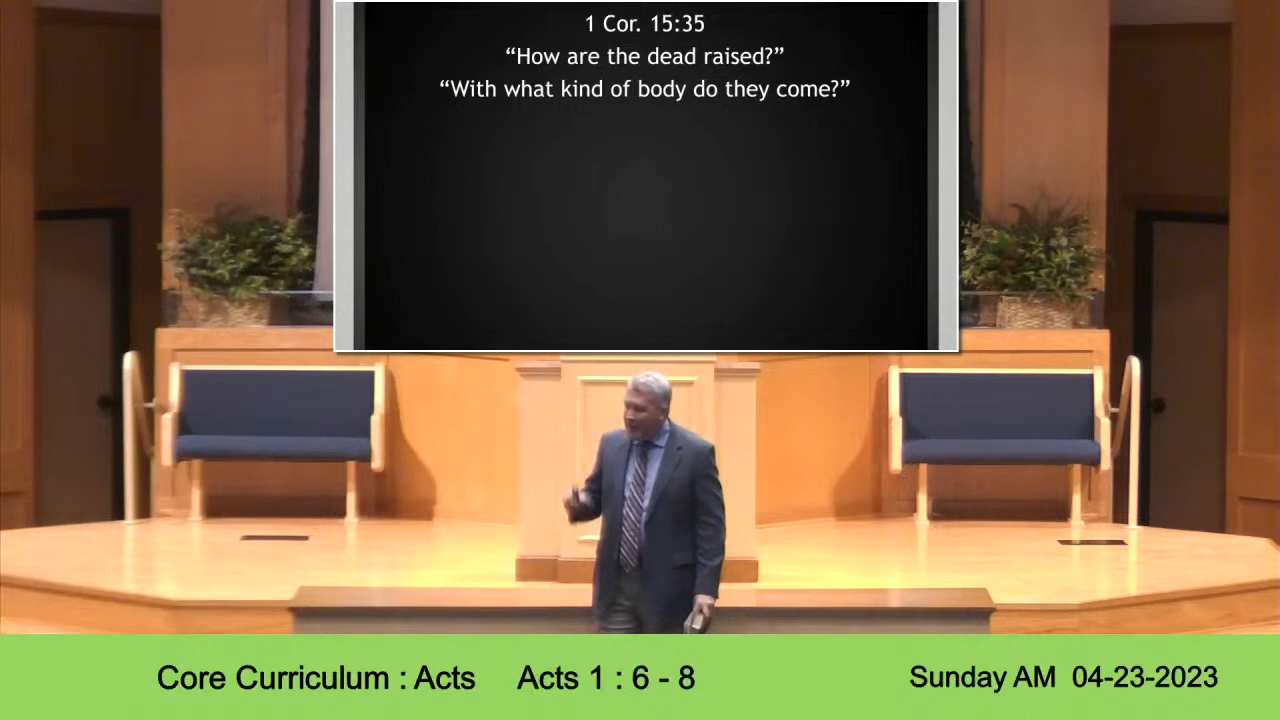 1 Cor. 15:35
“How are the dead raised?”
“With what kind of body do they come?”
Core Curriculum : Acts Acts 1 : 6 - 8 Sunday AM 04-23-2023